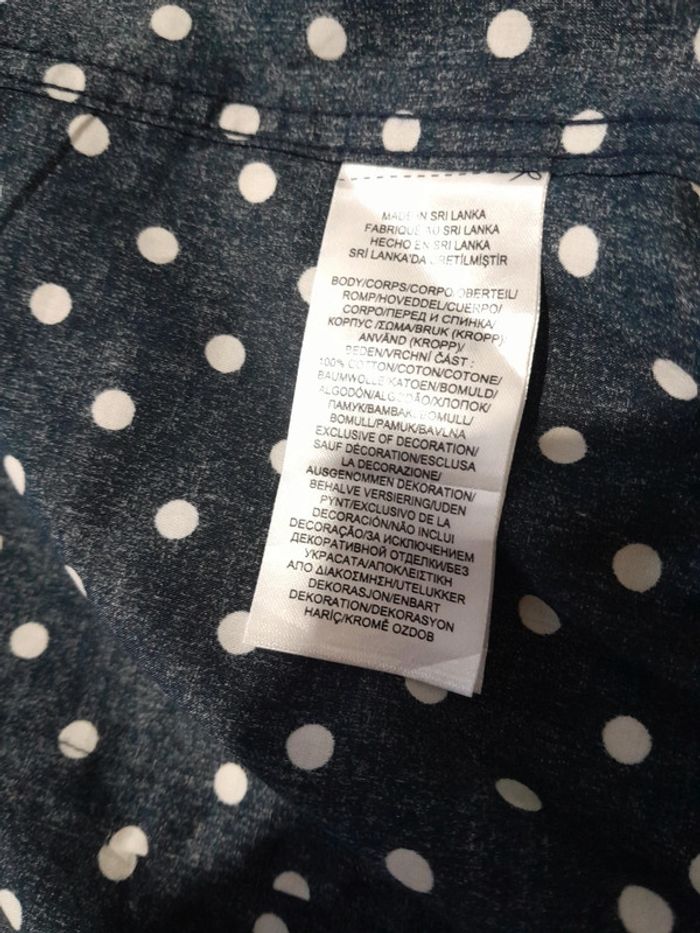 MADE IN SRI LANKA
FABRIQUÉ AU SRI LANKA
HECHO EN SRI LANKA
SRİ LANKA'DA ÜRETİLMİŞTİR
BODY/CORPS/CORPO/OBERTEIL/
ROMP/HOVEDDEL/CUERPO/
CORPO/ПЕРЕД И СПИНКА/
КОРПУС /ΣΩΜΑ/BRUK (KROPP)/
ANVÄND (KROPP)/
BEDEN/VRCHNÍ ČÁST :
100% COTTON/COTON/COTONE/
BAUMWOLLE/KATOEN/BOMULD/
ALGODÓN/ALGODÃO/ХЛОПОК/
ПАМУК/ΒΑΜΒΑΚΙ/BOMULL/
BOMULL/PAMUK/BAVLNA
EXCLUSIVE OF DECORATION/
SAUF DÉCORATION/ESCLUSA
LA DECORAZIONE/
AUSGENOMMEN DEKORATION/
BEHALVE VERSIERING/UDEN
PYNT/EXCLUSIVO DE LA
DECORACIÓN/NÃO INCLUI
DECORAÇÃO/ЗА ИСКЛЮЧЕНИЕМ
ДЕКОРАТИВНОЙ ОТДЕЛКИ/БЕЗ
УКРАСАТА/ΑΠΟΚΛΕΙΣΤΙΚΗ
ΑΠΟ ΔΙΑΚΟΣΜΗΣΗ/UTELUKKER
DEKORASJON/ENBART
DEKORATION/DEKORASYON
HARİÇ/KROMĚ OZDOB